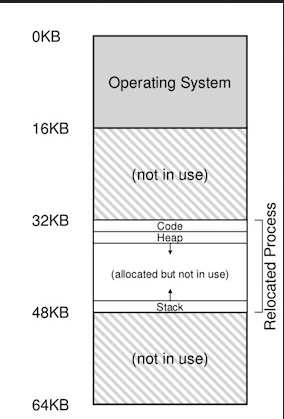 0KB
Operating System
16KB
(not in use)
32KB
Code
Heap
(allocated but not in use)
Stack
48KB
(not in use)
64KB
Relocated Process